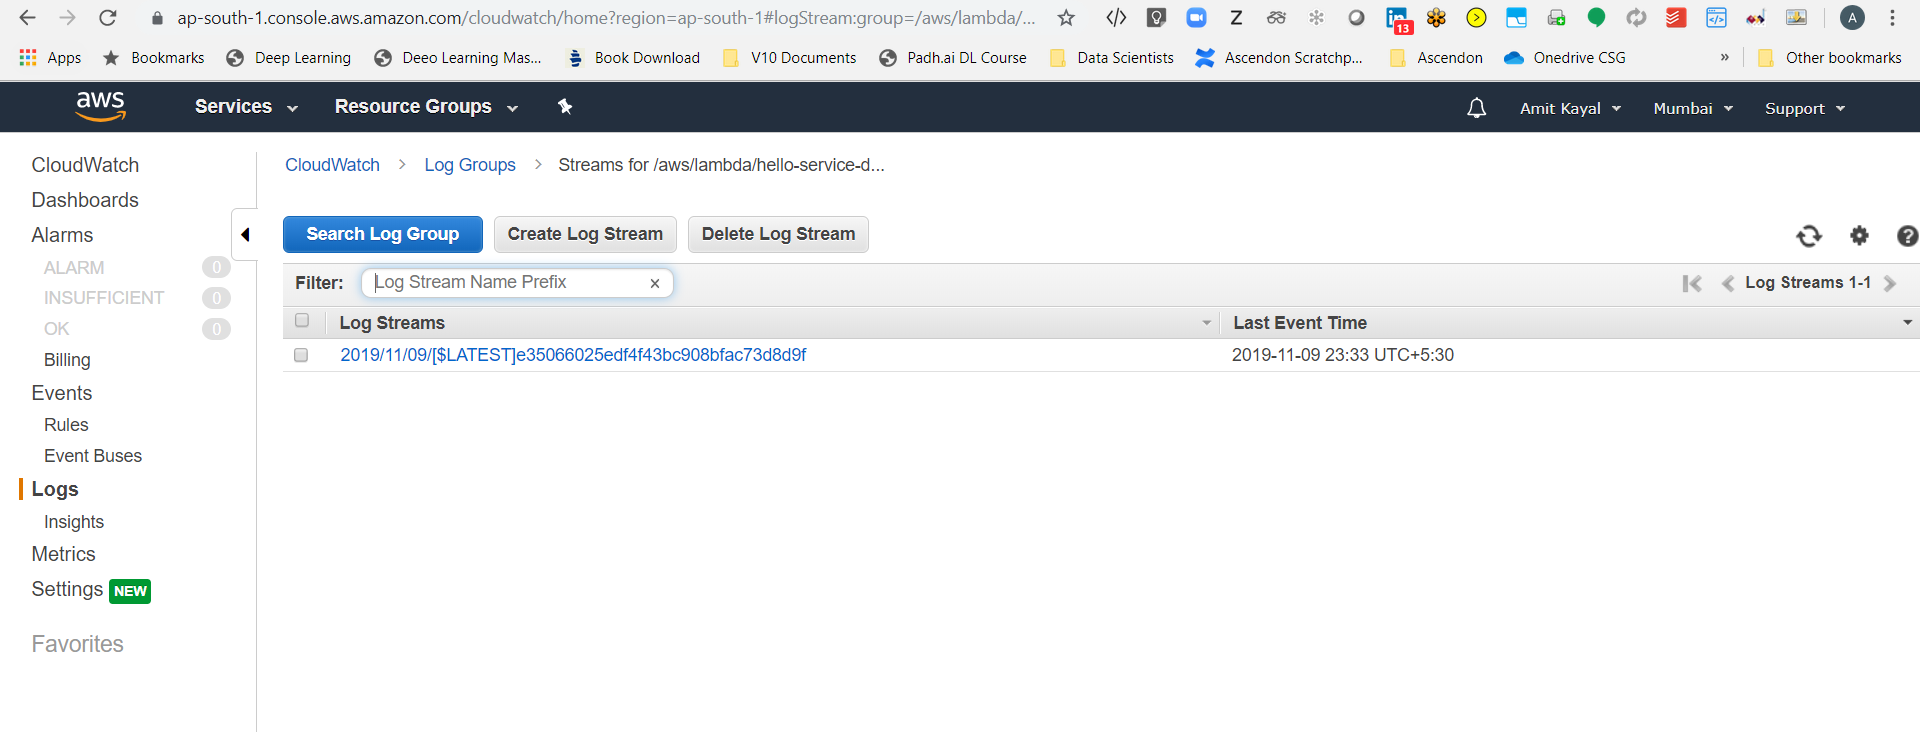 ap-south-1.console.aws.amazon.com/cloudwatch/home?region=ap-south-1#logStream:group=/aws/lambda/... </> Z 13 A
Apps Bookmarks Deep Learning Deeo Learning Mas... Book Download V10 Documents Padh.ai DL Course Data Scientists Ascendon Scratchp... Ascendon Onedrive CSG » Other bookmarks
aws Services Resource Groups Amit Kayal Mumbai Support
CloudWatch
Dashboards
Alarms
ALARM 0
INSUFFICIENT 0
OK 0
Billing
Events
Rules
Event Buses
Logs
Insights
Metrics
Settings NEW
Favorites
CloudWatch > Log Groups > Streams for /aws/lambda/hello-service-d...
Search Log Group Create Log Stream Delete Log Stream
Filter: Log Stream Name Prefix × Log Streams 1-1
Log Streams Last Event Time
2019/11/09/[$LATEST]e35066025edf4f43bc908bfac73d8d9f 2019-11-09 23:33 UTC+5:30